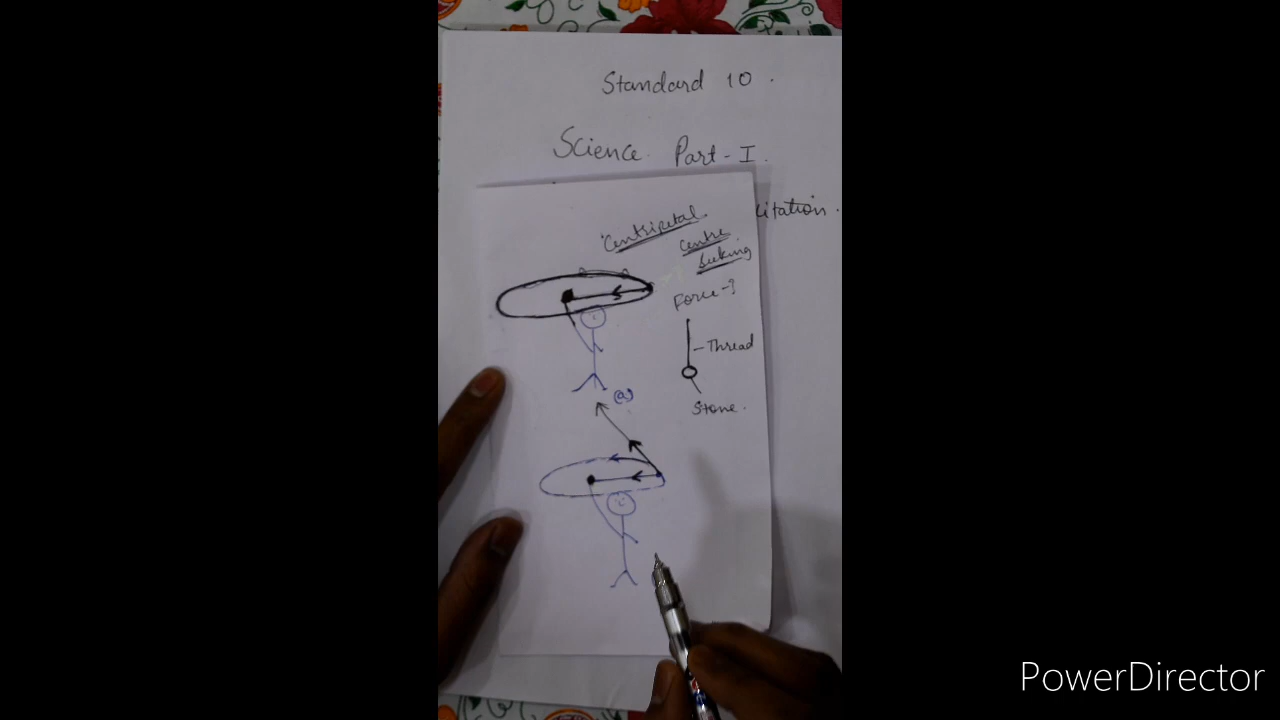 Standard 10.
Science Part-I.
itation.
Centripetal
Centre
Seeking
Force-?
Thread
Stone.
(a)
PowerDirector